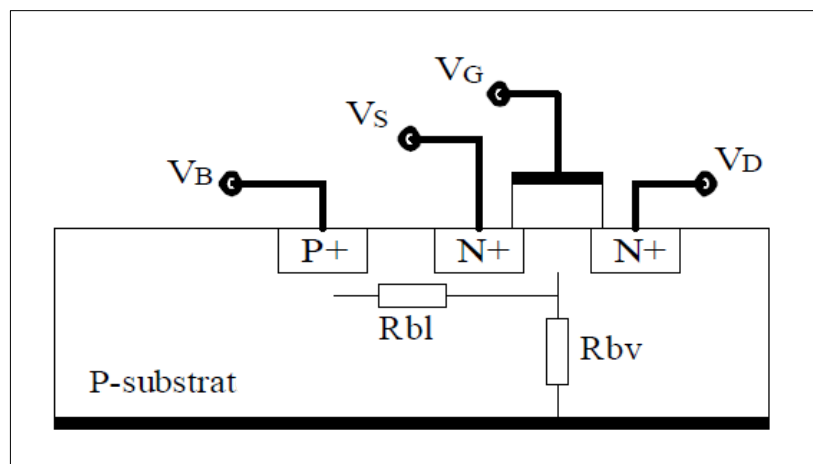 VG
VS
VB
VD
P+
N+
N+
Rbl
Rbv
P-substrat